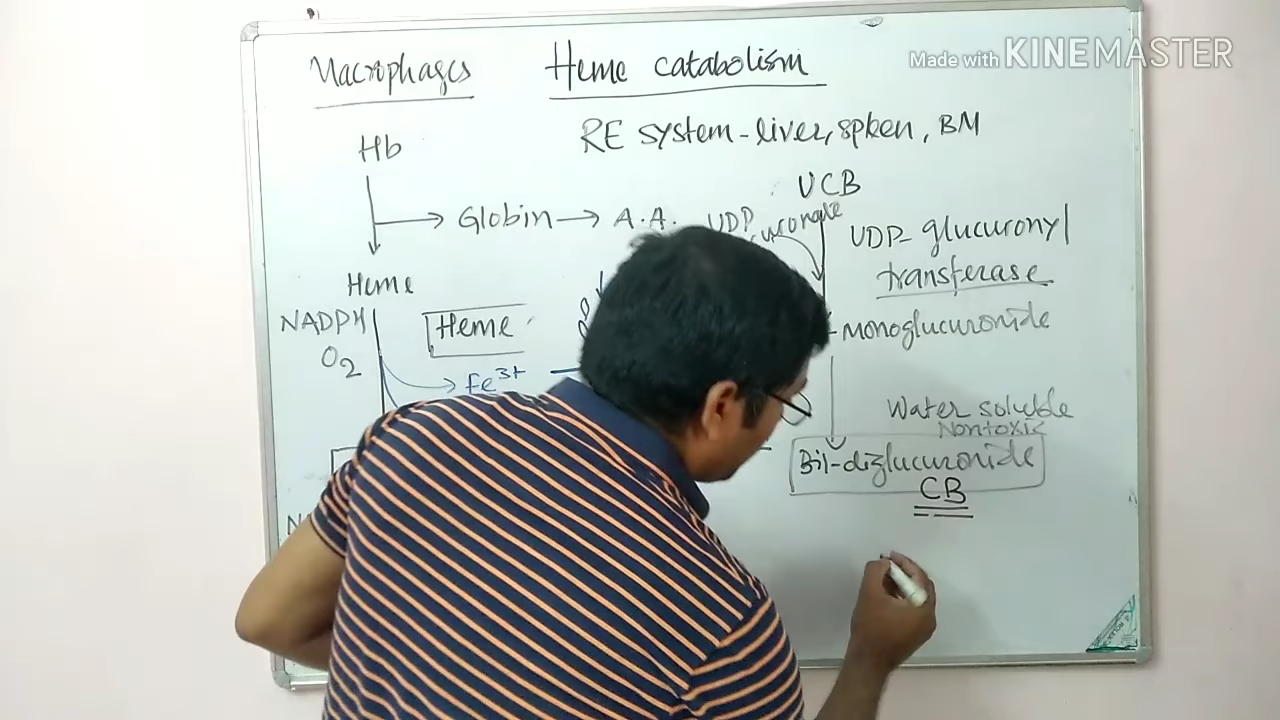 Made with KINEMASTER
Macrophages
Heme catabolism
RE system-liver, spleen, BM
Hb
UCB
Globin → A.A.
UDP
UDP-glucuronyl
transferase
Heme
NADPH
O2
Heme
Fe3+
Monoglucuronide
Water soluble
Nontoxic
Bil-diglucuronide
CB